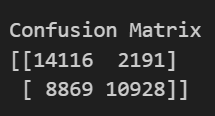 Confusion Matrix
[[14116  2191]
 [ 8869 10928]]